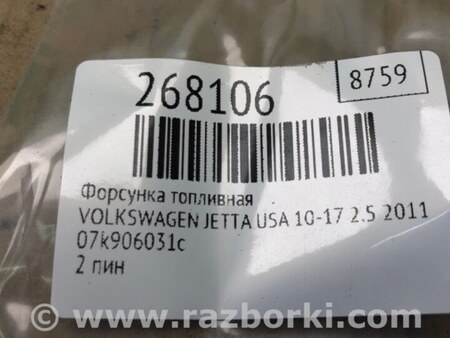 268106
8759
Форсунка топливная
VOLKSWAGEN JETTA USA 10-17 2.5 2011
07k906031c
2 пин
© www.razborki.com